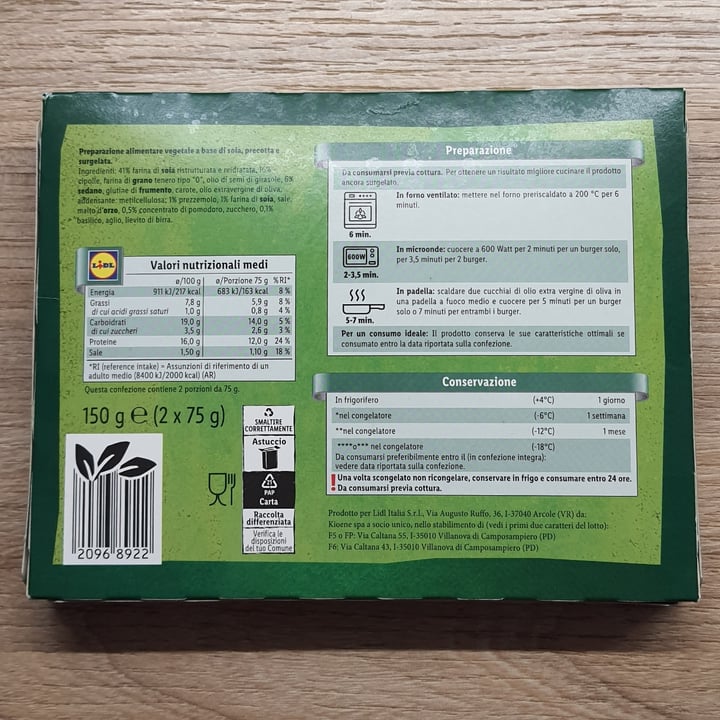 Preparazione alimentare vegetale a base di soia, precotta e
surgelata.
Ingredienti: 41% farina di soia ristrutturata e reidratata, 16%
cipolle, farina di grano tenero tipo "0", olio di semi di girasole, 6%
sedano, glutine di frumento, carote, olio extravergine di oliva,
addensante: metilcellulosa; 1% prezzemolo, 1% farina di soia, sale,
malto d'orzo, 0,5% concentrato di pomodoro, zucchero, 0,1%
basilico, aglio, lievito di birra.
LIDL
Valori nutrizionali medi
ø/100 g ø/Porzione 75 g %RI*
Energia 911 kJ/217 kcal 683 kJ/163 kcal 8 %
Grassi 7,8 g 5,9 g 8 %
di cui acidi grassi saturi 1,0 g 0,8 g 4 %
Carboidrati 19,0 g 14,0 g 5 %
di cui zuccheri 3,5 g 2,6 g 3 %
Proteine 16,0 g 12,0 g 24 %
Sale 1,50 g 1,10 g 18 %
*RI (reference intake) = Assunzioni di riferimento di un
adulto medio (8400 kJ/2000 kcal) (AR)
Questa confezione contiene 2 porzioni da 75 g.
150 g e (2 x 75 g)
2096 8922
SMALTIRE
CORRETTAMENTE
Astuccio
21
PAP
Carta
Raccolta
differenziata
Verifica le
disposizioni
del tuo Comune
Preparazione
Da consumarsi previa cottura. Per ottenere un risultato migliore cucinare il prodotto
ancora surgelato.
In forno ventilato: mettere nel forno preriscaldato a 200 °C per 6
minuti.
6 min.
600W
In microonde: cuocere a 600 Watt per 2 minuti per un burger solo,
per 3,5 minuti per 2 burger.
2-3,5 min.
In padella: scaldare due cucchiai di olio extra vergine di oliva in
una padella a fuoco medio e cuocere per 5 minuti per un burger
solo o 7 minuti per entrambi i burger.
5-7 min.
Per un consumo ideale: Il prodotto conserva le sue caratteristiche ottimali se
consumato entro la data riportata sulla confezione.
Conservazione
In frigorifero (+4°C) 1 giorno
*nel congelatore (-6°C) 1 settimana
**nel congelatore (-12°C) 1 mese
****o*** nel congelatore (-18°C)
Da consumarsi preferibilmente entro il (in confezione integra):
vedere data riportata sulla confezione.
! Una volta scongelato non ricongelare, conservare in frigo e consumare entro 24 ore.
Da consumarsi previa cottura.
Prodotto per Lidl Italia S.r.l., Via Augusto Ruffo, 36, I-37040 Arcole (VR) da:
Kioene spa a socio unico, nello stabilimento di (vedi i primi due caratteri del lotto):
F5 o FP: Via Caltana 55, I-35010 Villanova di Camposampiero (PD)
F6: Via Caltana 43, I-35010 Villanova di Camposampiero (PD)